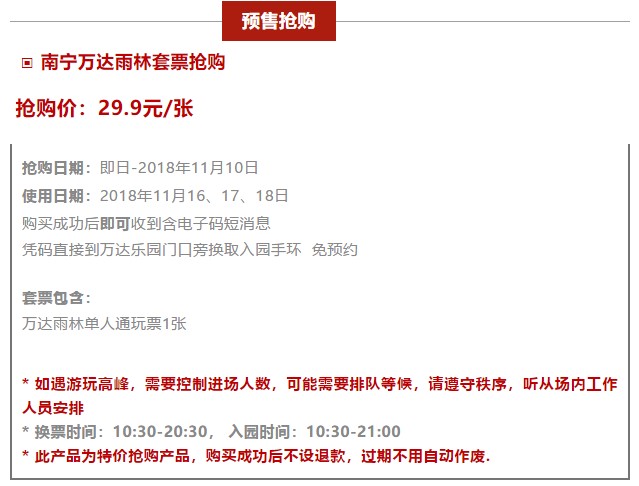 预售抢购
南宁万达雨林套票抢购
抢购价：29.9元/张
抢购日期：即日-2018年11月10日
使用日期：2018年11月16、17、18日
购买成功后即可收到含电子码短消息
凭码直接到万达乐园门口旁换取入园手环  免预约
套票包含：
万达雨林单人通玩票1张
* 如遇游玩高峰，需要控制进场人数，可能需要排队等候，请遵守秩序，听从场内工作
人员安排
* 换票时间：10:30-20:30， 入园时间：10:30-21:00
* 此产品为特价抢购产品，购买成功后不设退款，过期不用自动作废.